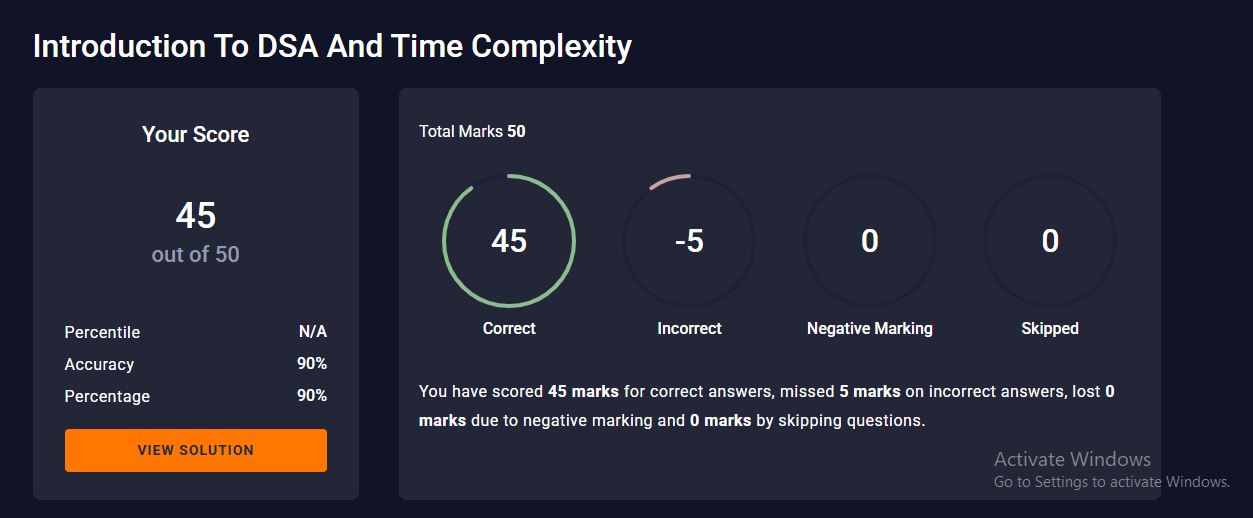 Introduction To DSA And Time Complexity
Your Score
45
out of 50
Percentile N/A
Accuracy 90%
Percentage 90%
VIEW SOLUTION
Total Marks 50
45 -5 0 0
Correct Incorrect Negative Marking Skipped
You have scored 45 marks for correct answers, missed 5 marks on incorrect answers, lost 0
marks due to negative marking and 0 marks by skipping questions.
Activate Windows
Go to Settings to activate Windows.